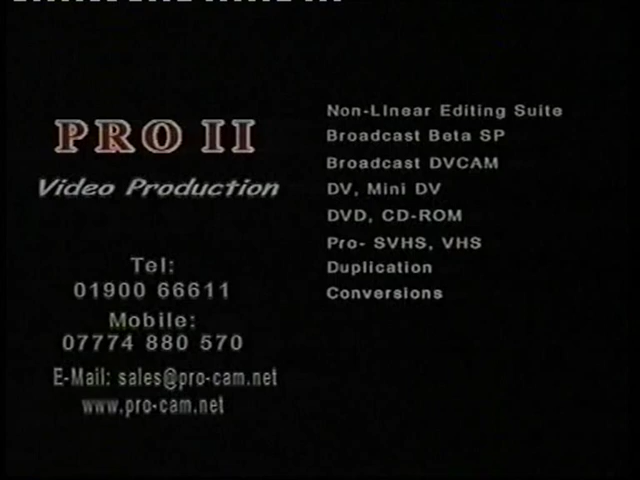 PRO II
Video Production
Tel:
01900 66611
Mobile:
07774 880 570
E-Mail: sales@pro-cam.net
www.pro-cam.net
Non-LInear Editing Suite
Broadcast Beta SP
Broadcast DVCAM
DV, Mini DV
DVD, CD-ROM
Pro- SVHS, VHS
Duplication
Conversions